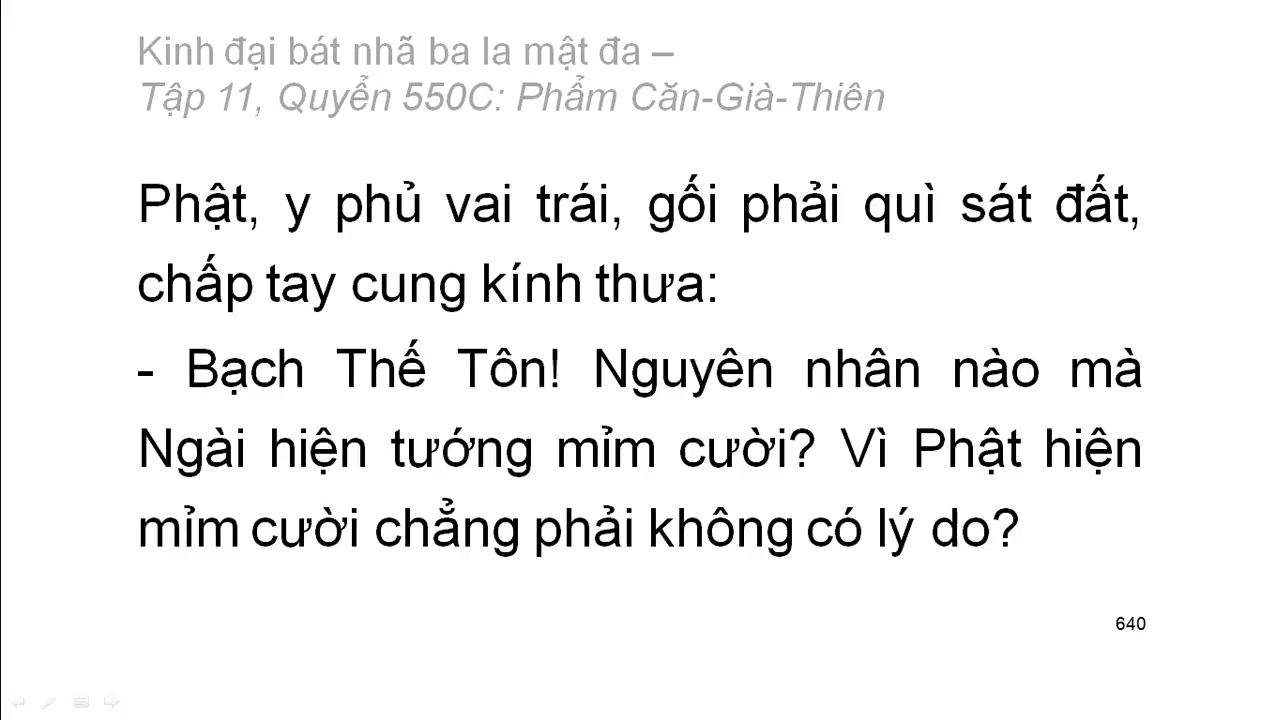 Kinh đại bát nhã ba la mật đa –
Tập 11, Quyển 550C: Phẩm Căn-Già-Thiên
Phật, y phủ vai trái, gối phải quì sát đất,
chấp tay cung kính thưa:
- Bạch Thế Tôn! Nguyên nhân nào mà
Ngài hiện tướng mỉm cười? Vì Phật hiện
mỉm cười chẳng phải không có lý do?
640